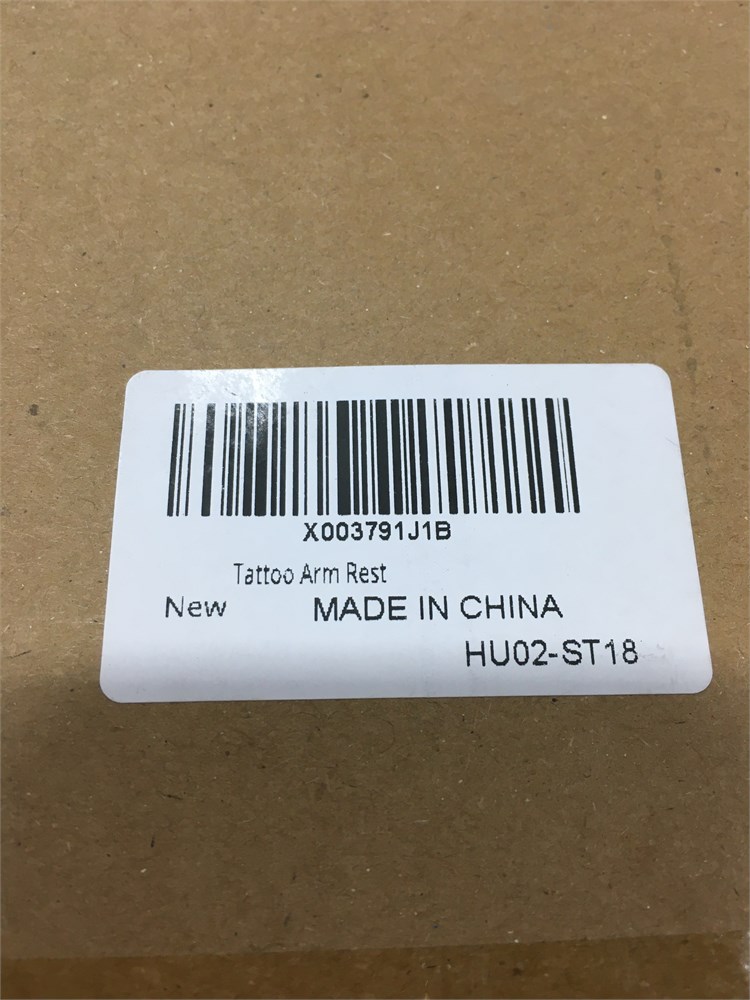 X003791J1B
Tattoo Arm Rest
New MADE IN CHINA
HU02-ST18